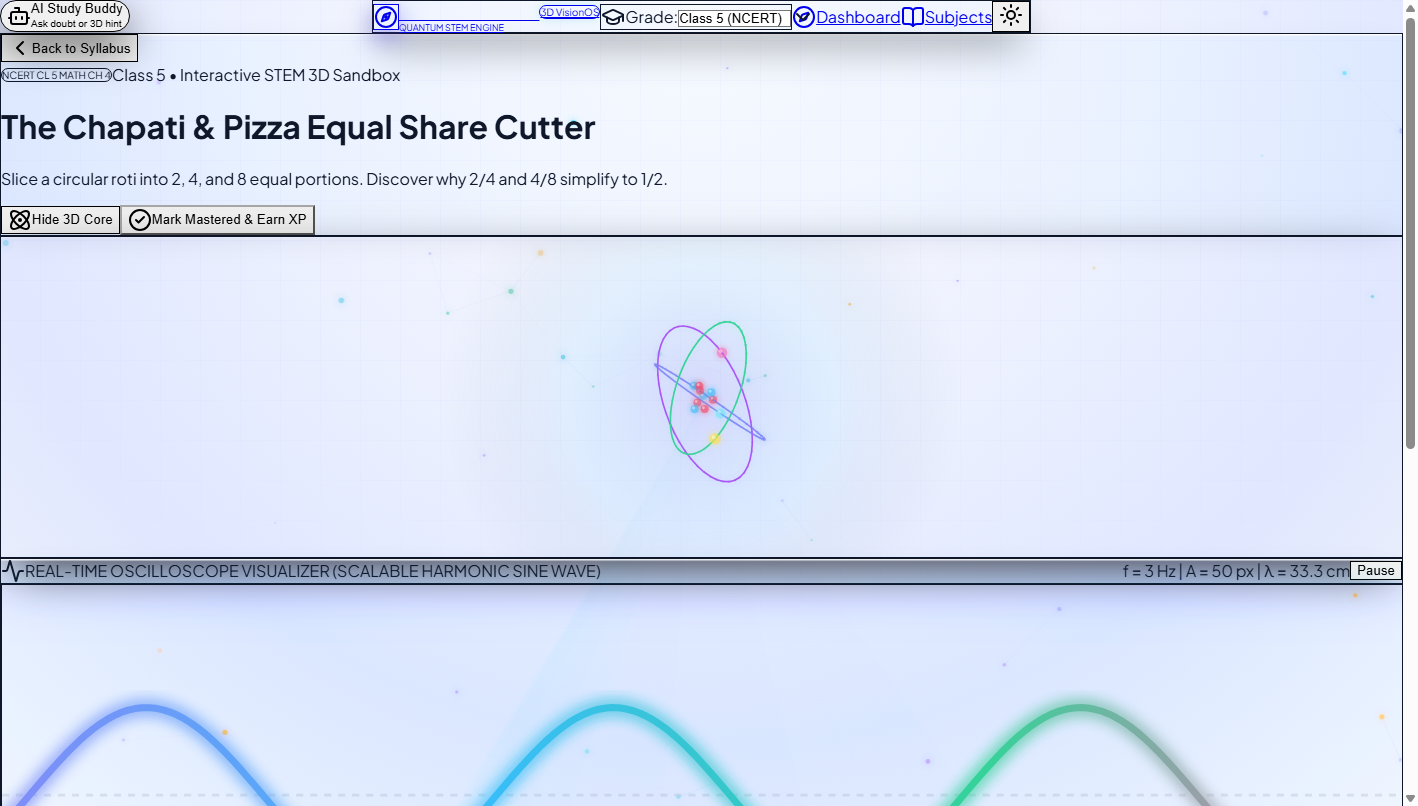 AI Study Buddy
Ask doubt or 3D hint
3D VisionOS
QUANTUM STEM ENGINE
Grade: Class 5 (NCERT)
Dashboard
Subjects
Back to Syllabus
NCERT CL 5 MATH CH 4 Class 5 • Interactive STEM 3D Sandbox
The Chapati & Pizza Equal Share Cutter
Slice a circular roti into 2, 4, and 8 equal portions. Discover why 2/4 and 4/8 simplify to 1/2.
Hide 3D Core
Mark Mastered & Earn XP
REAL-TIME OSCILLOSCOPE VISUALIZER (SCALABLE HARMONIC SINE WAVE)
f = 3 Hz | A = 50 px | λ = 33.3 cm
Pause